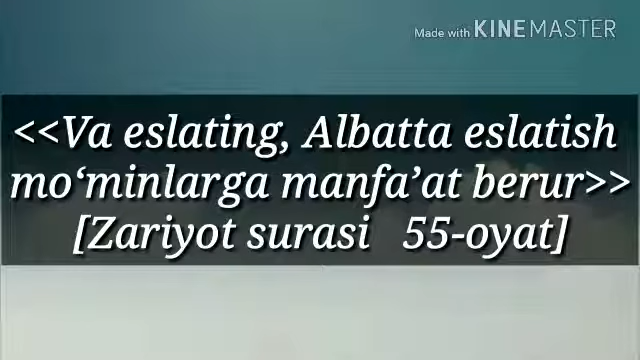 Made with KINEMASTER
<<Va eslating, Albatta eslatish
mo‘minlarga manfa’at berur>>
[Zariyot surasi 55-oyat]